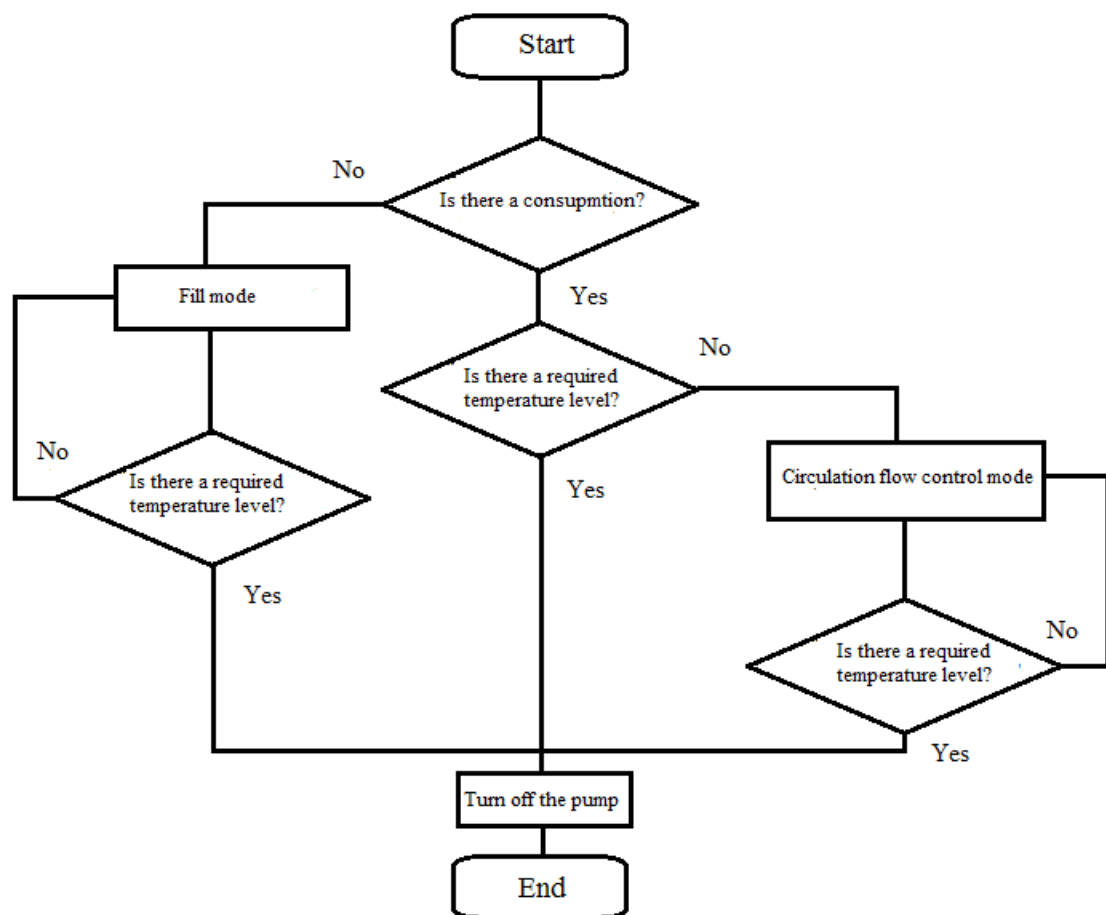 Start
No
Is there a consupmtion?
Fill mode
Yes
No
Is there a required
temperature level?
No
Is there a required
temperature level?
Yes
Circulation flow control mode
Yes
No
Is there a required
temperature level?
Yes
Turn off the pump
End